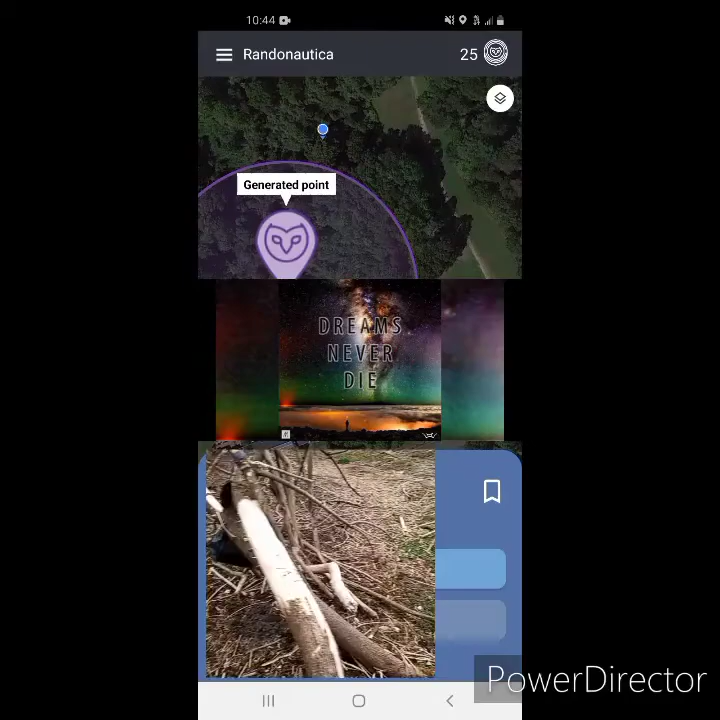 10:44
Randonautica
25
Generated point
DREAMS
NEVER
DIE
PowerDirector